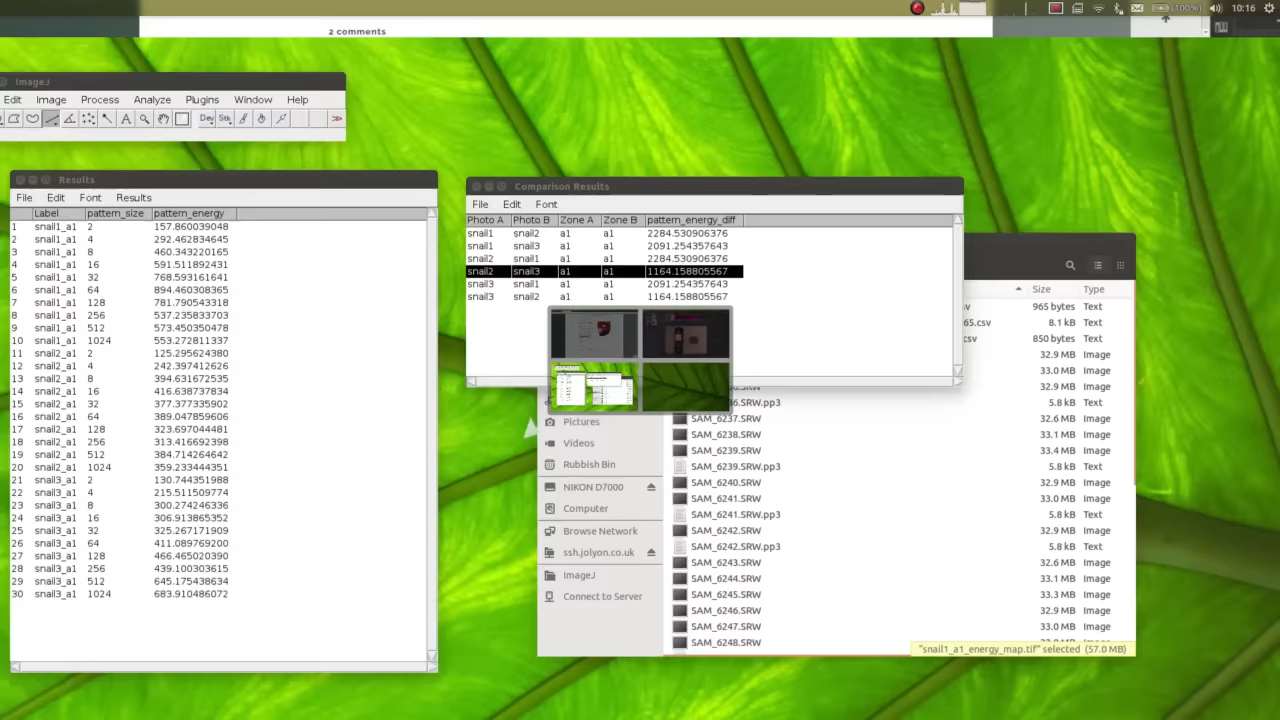 (100%) 10:16
2 comments
ImageJ
Edit Image Process Analyze Plugins Window Help
Dev Stk
Results
File Edit Font Results
Label pattern_size pattern_energy
1 snail1_a1 2 157.860039048
2 snail1_a1 4 292.462834645
3 snail1_a1 8 460.343220165
4 snail1_a1 16 591.511892431
5 snail1_a1 32 768.593161641
6 snail1_a1 64 894.460308365
7 snail1_a1 128 781.790543318
8 snail1_a1 256 537.235833703
9 snail1_a1 512 573.450350478
10 snail1_a1 1024 553.272811337
11 snail2_a1 2 125.295624380
12 snail2_a1 4 242.397412626
13 snail2_a1 8 394.631672535
14 snail2_a1 16 416.638737834
15 snail2_a1 32 377.377335902
16 snail2_a1 64 389.047859606
17 snail2_a1 128 323.697044481
18 snail2_a1 256 313.416692398
19 snail2_a1 512 384.714264642
20 snail2_a1 1024 359.233444351
21 snail3_a1 2 130.744351988
22 snail3_a1 4 215.511509774
23 snail3_a1 8 300.274246336
24 snail3_a1 16 306.913865352
25 snail3_a1 32 325.267171909
26 snail3_a1 64 411.089769200
27 snail3_a1 128 466.465020390
28 snail3_a1 256 439.100303615
29 snail3_a1 512 645.175438634
30 snail3_a1 1024 683.910486072
Comparison Results
File Edit Font
Photo A Photo B Zone A Zone B pattern_energy_diff
snail1 snail2 a1 a1 2284.530906376
snail1 snail3 a1 a1 2091.254357643
snail2 snail1 a1 a1 2284.530906376
snail2 snail3 a1 a1 1164.158805567
snail3 snail1 a1 a1 2091.254357643
snail3 snail2 a1 a1 1164.158805567
Size Type
965 bytes Text
65.csv 8.1 kB Text
850 bytes Text
32.9 MB Image
33.0 MB Image
32.9 MB Image
36.pp3 5.8 kB Text
SAM_6237.SRW 32.6 MB Image
SAM_6238.SRW 33.1 MB Image
SAM_6239.SRW 33.4 MB Image
SAM_6239.SRW.pp3 5.8 kB Text
SAM_6240.SRW 32.9 MB Image
SAM_6241.SRW 33.0 MB Image
SAM_6241.SRW.pp3 5.8 kB Text
SAM_6242.SRW 32.9 MB Image
SAM_6242.SRW.pp3 5.8 kB Text
SAM_6243.SRW 32.6 MB Image
SAM_6244.SRW 33.1 MB Image
SAM_6245.SRW 33.3 MB Image
SAM_6246.SRW 32.9 MB Image
SAM_6247.SRW 33.0 MB Image
SAM_6248.SRW
Pictures
Videos
Rubbish Bin
NIKON D7000
Computer
Browse Network
ssh.jolyon.co.uk
ImageJ
Connect to Server
"snail1_a1_energy_map.tif" selected (57.0 MB)